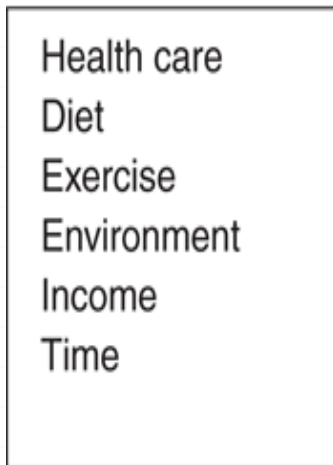 Health care
Diet
Exercise
Environment
Income
Time